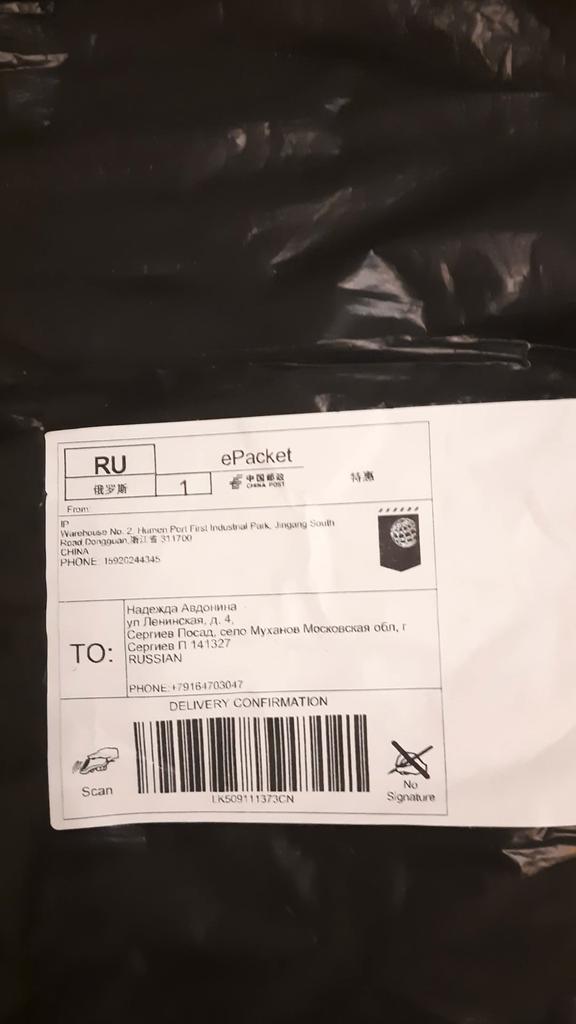 RU
ePacket
俄罗斯
1
中国邮政
CHINA POST
特惠
From:
IP
Warehouse No. 2, Humen Port First Industrial Park, Jingang South
Road,Dongguan,浙江省 311700
CHINA
PHONE: 15920244345
TO:
Надежда Авдонина
ул Ленинская, д. 4,
Сергиев Посад, село Муханов Московская обл, г
Сергиев П 141327
RUSSIAN
PHONE:+79164703047
DELIVERY CONFIRMATION
Scan
LK509111373CN
No
Signature